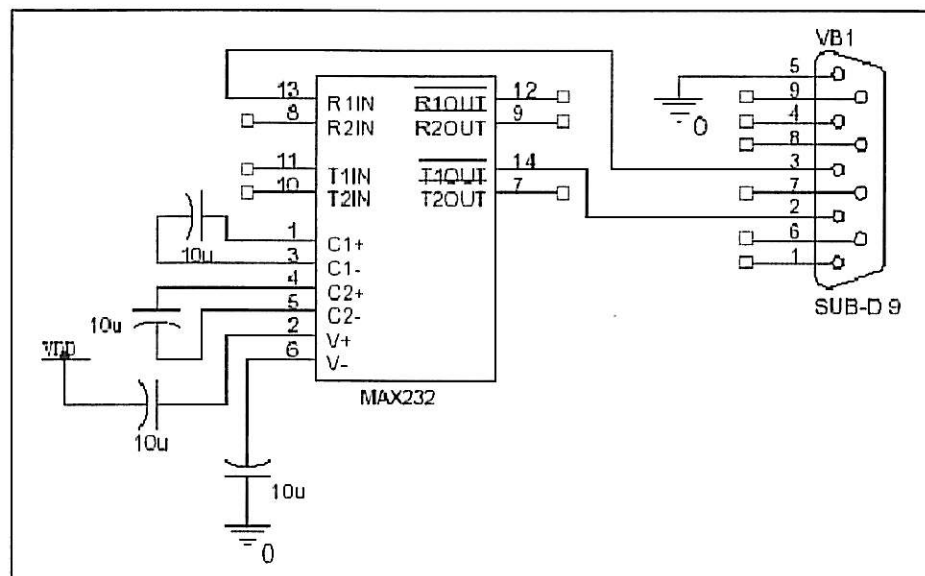 VB1
13
R1IN
R1OUT
12
8
R2IN
R2OUT
9
11
T1IN
T1OUT
14
10
T2IN
T2OUT
7
1
C1+
10u
3
C1-
4
C2+
5
C2-
10u
2
V+
6
V-
VDD
MAX232
10u
10u
0
5
9
4
8
3
7
2
6
1
0
SUB-D 9